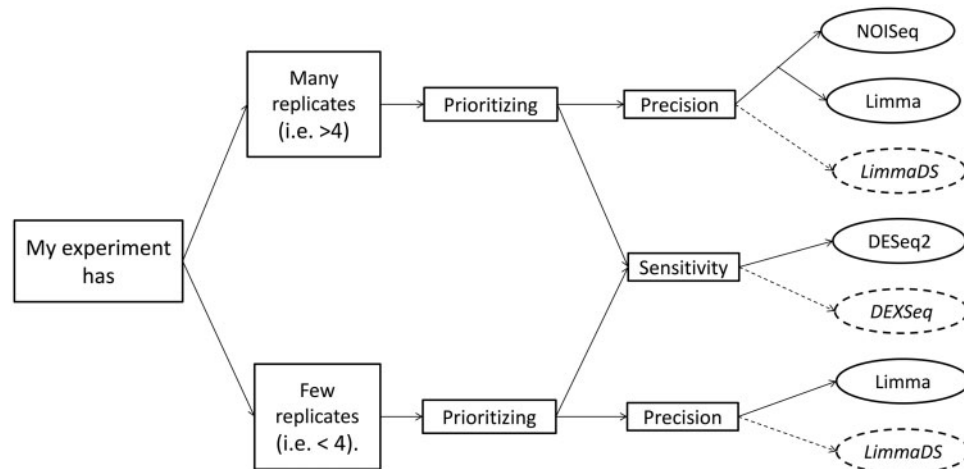 My experiment
has
Many
replicates
(i.e. >4)
Prioritizing
Precision
NOISeq
Limma
LimmaDS
Sensitivity
DESeq2
DEXSeq
Few
replicates
(i.e. < 4).
Prioritizing
Precision
Limma
LimmaDS